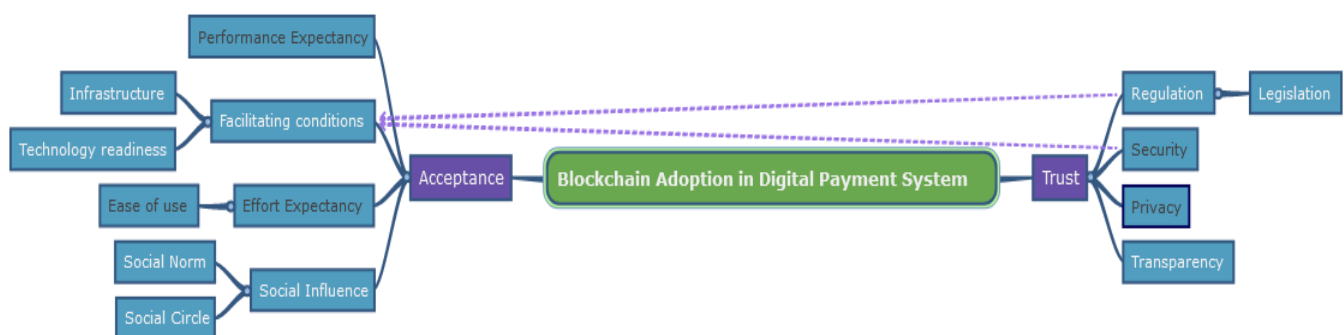 Performance Expectancy
Infrastructure
Facilitating conditions
Technology readiness
Acceptance
Ease of use
Effort Expectancy
Social Norm
Social Influence
Social Circle
Blockchain Adoption in Digital Payment System
Trust
Regulation
Legislation
Security
Privacy
Transparency